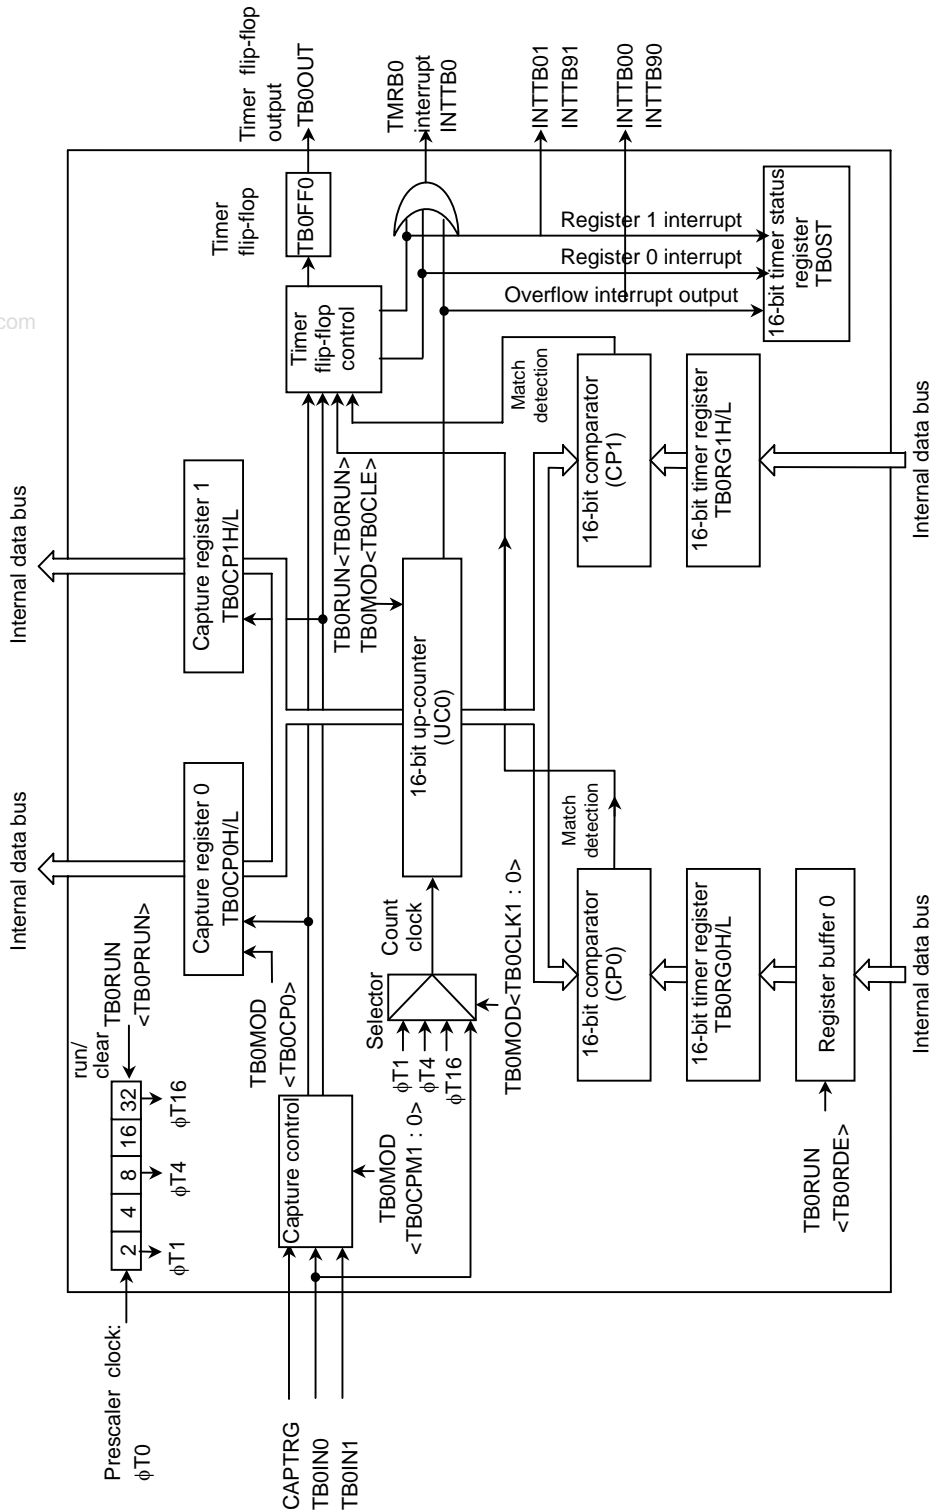 Internal data bus
Internal data bus
Prescaler clock:
ϕT0
2
4
8
16
32
ϕT1
ϕT4
ϕT16
run/
clear
TB0RUN
<TB0PRUN>
Capture register 0
TB0CP0H/L
Capture register 1
TB0CP1H/L
TB0MOD
<TB0CP0>
CAPTRG
TB0IN0
TB0IN1
Capture control
TB0MOD
<TB0CPM1 : 0>
Selector
ϕT1
ϕT4
ϕT16
Count
clock
TB0MOD<TB0CLK1 : 0>
16-bit up-counter
(UC0)
TB0RUN<TB0RUN>
TB0MOD<TB0CLE>
Timer
flip-flop
control
Timer
flip-flop
TB0FF0
Timer flip-flop
output
TB0OUT
TMRB0
interrupt
INTTB0
INTTB01
INTTB91
INTTB00
INTTB90
Register 1 interrupt
Register 0 interrupt
Overflow interrupt output
16-bit timer status
register
TB0ST
Match
detection
16-bit comparator
(CP0)
Match
detection
16-bit comparator
(CP1)
16-bit timer register
TB0RG0H/L
16-bit timer register
TB0RG1H/L
Register buffer 0
TB0RUN
<TB0RDE>
Internal data bus
Internal data bus
com